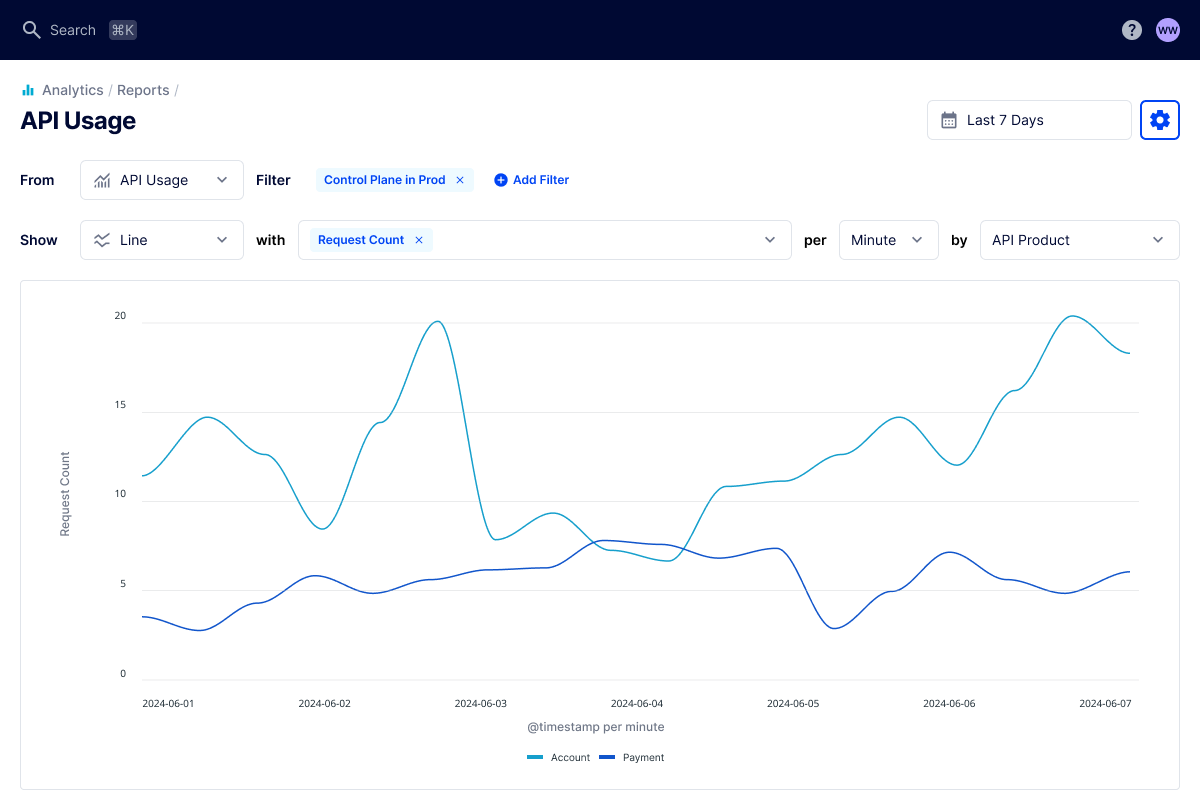 Search ⌘K ? WW
Analytics / Reports /
API Usage
Last 7 Days
From API Usage Filter Control Plane in Prod × Add Filter
Show Line with Request Count × per Minute by API Product
20
15
10
5
0
Request Count
2024-06-01 2024-06-02 2024-06-03 2024-06-04 2024-06-05 2024-06-06 2024-06-07
@timestamp per minute
Account Payment